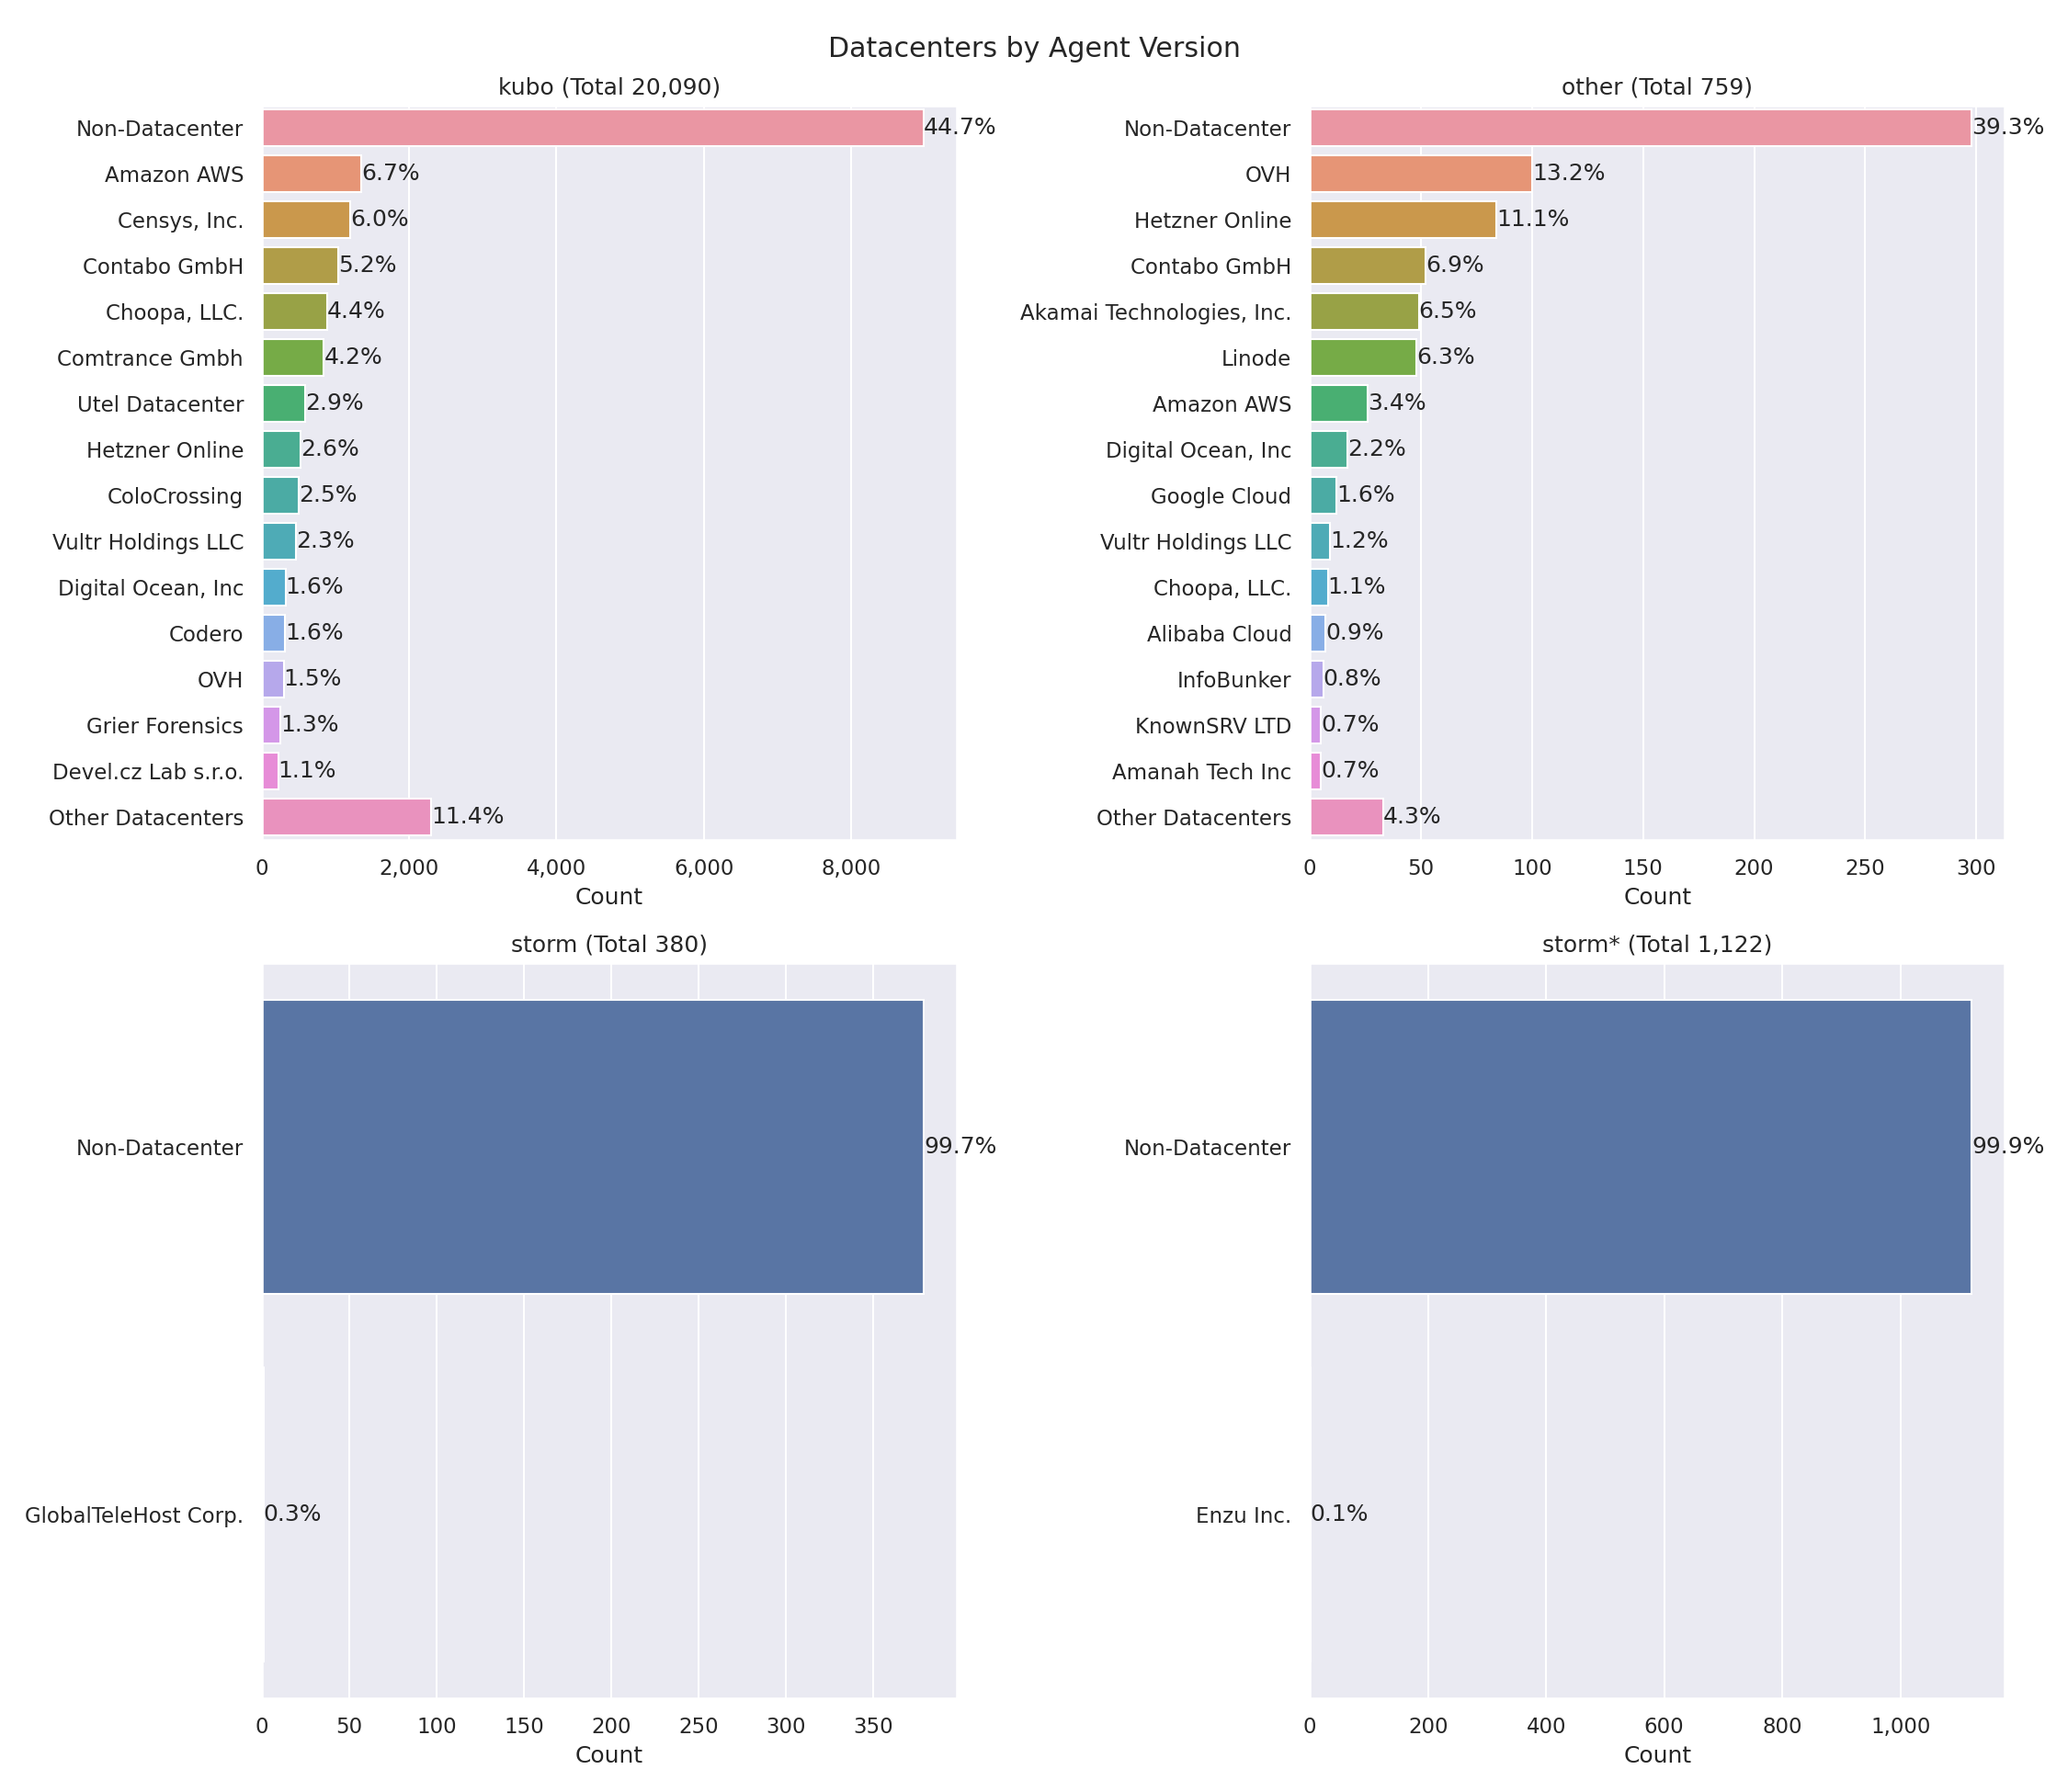 Datacenters by Agent Version
kubo (Total 20,090)
Non-Datacenter 44.7%
Amazon AWS 6.7%
Censys, Inc. 6.0%
Contabo GmbH 5.2%
Choopa, LLC. 4.4%
Comtrance Gmbh 4.2%
Utel Datacenter 2.9%
Hetzner Online 2.6%
ColoCrossing 2.5%
Vultr Holdings LLC 2.3%
Digital Ocean, Inc 1.6%
Codero 1.6%
OVH 1.5%
Grier Forensics 1.3%
Devel.cz Lab s.r.o. 1.1%
Other Datacenters 11.4%
0 2,000 4,000 6,000 8,000
Count
other (Total 759)
Non-Datacenter 39.3%
OVH 13.2%
Hetzner Online 11.1%
Contabo GmbH 6.9%
Akamai Technologies, Inc. 6.5%
Linode 6.3%
Amazon AWS 3.4%
Digital Ocean, Inc 2.2%
Google Cloud 1.6%
Vultr Holdings LLC 1.2%
Choopa, LLC. 1.1%
Alibaba Cloud 0.9%
InfoBunker 0.8%
KnownSRV LTD 0.7%
Amanah Tech Inc 0.7%
Other Datacenters 4.3%
0 50 100 150 200 250 300
Count
storm (Total 380)
Non-Datacenter 99.7%
GlobalTeleHost Corp. 0.3%
0 50 100 150 200 250 300 350
Count
storm* (Total 1,122)
Non-Datacenter 99.9%
Enzu Inc. 0.1%
0 200 400 600 800 1,000
Count